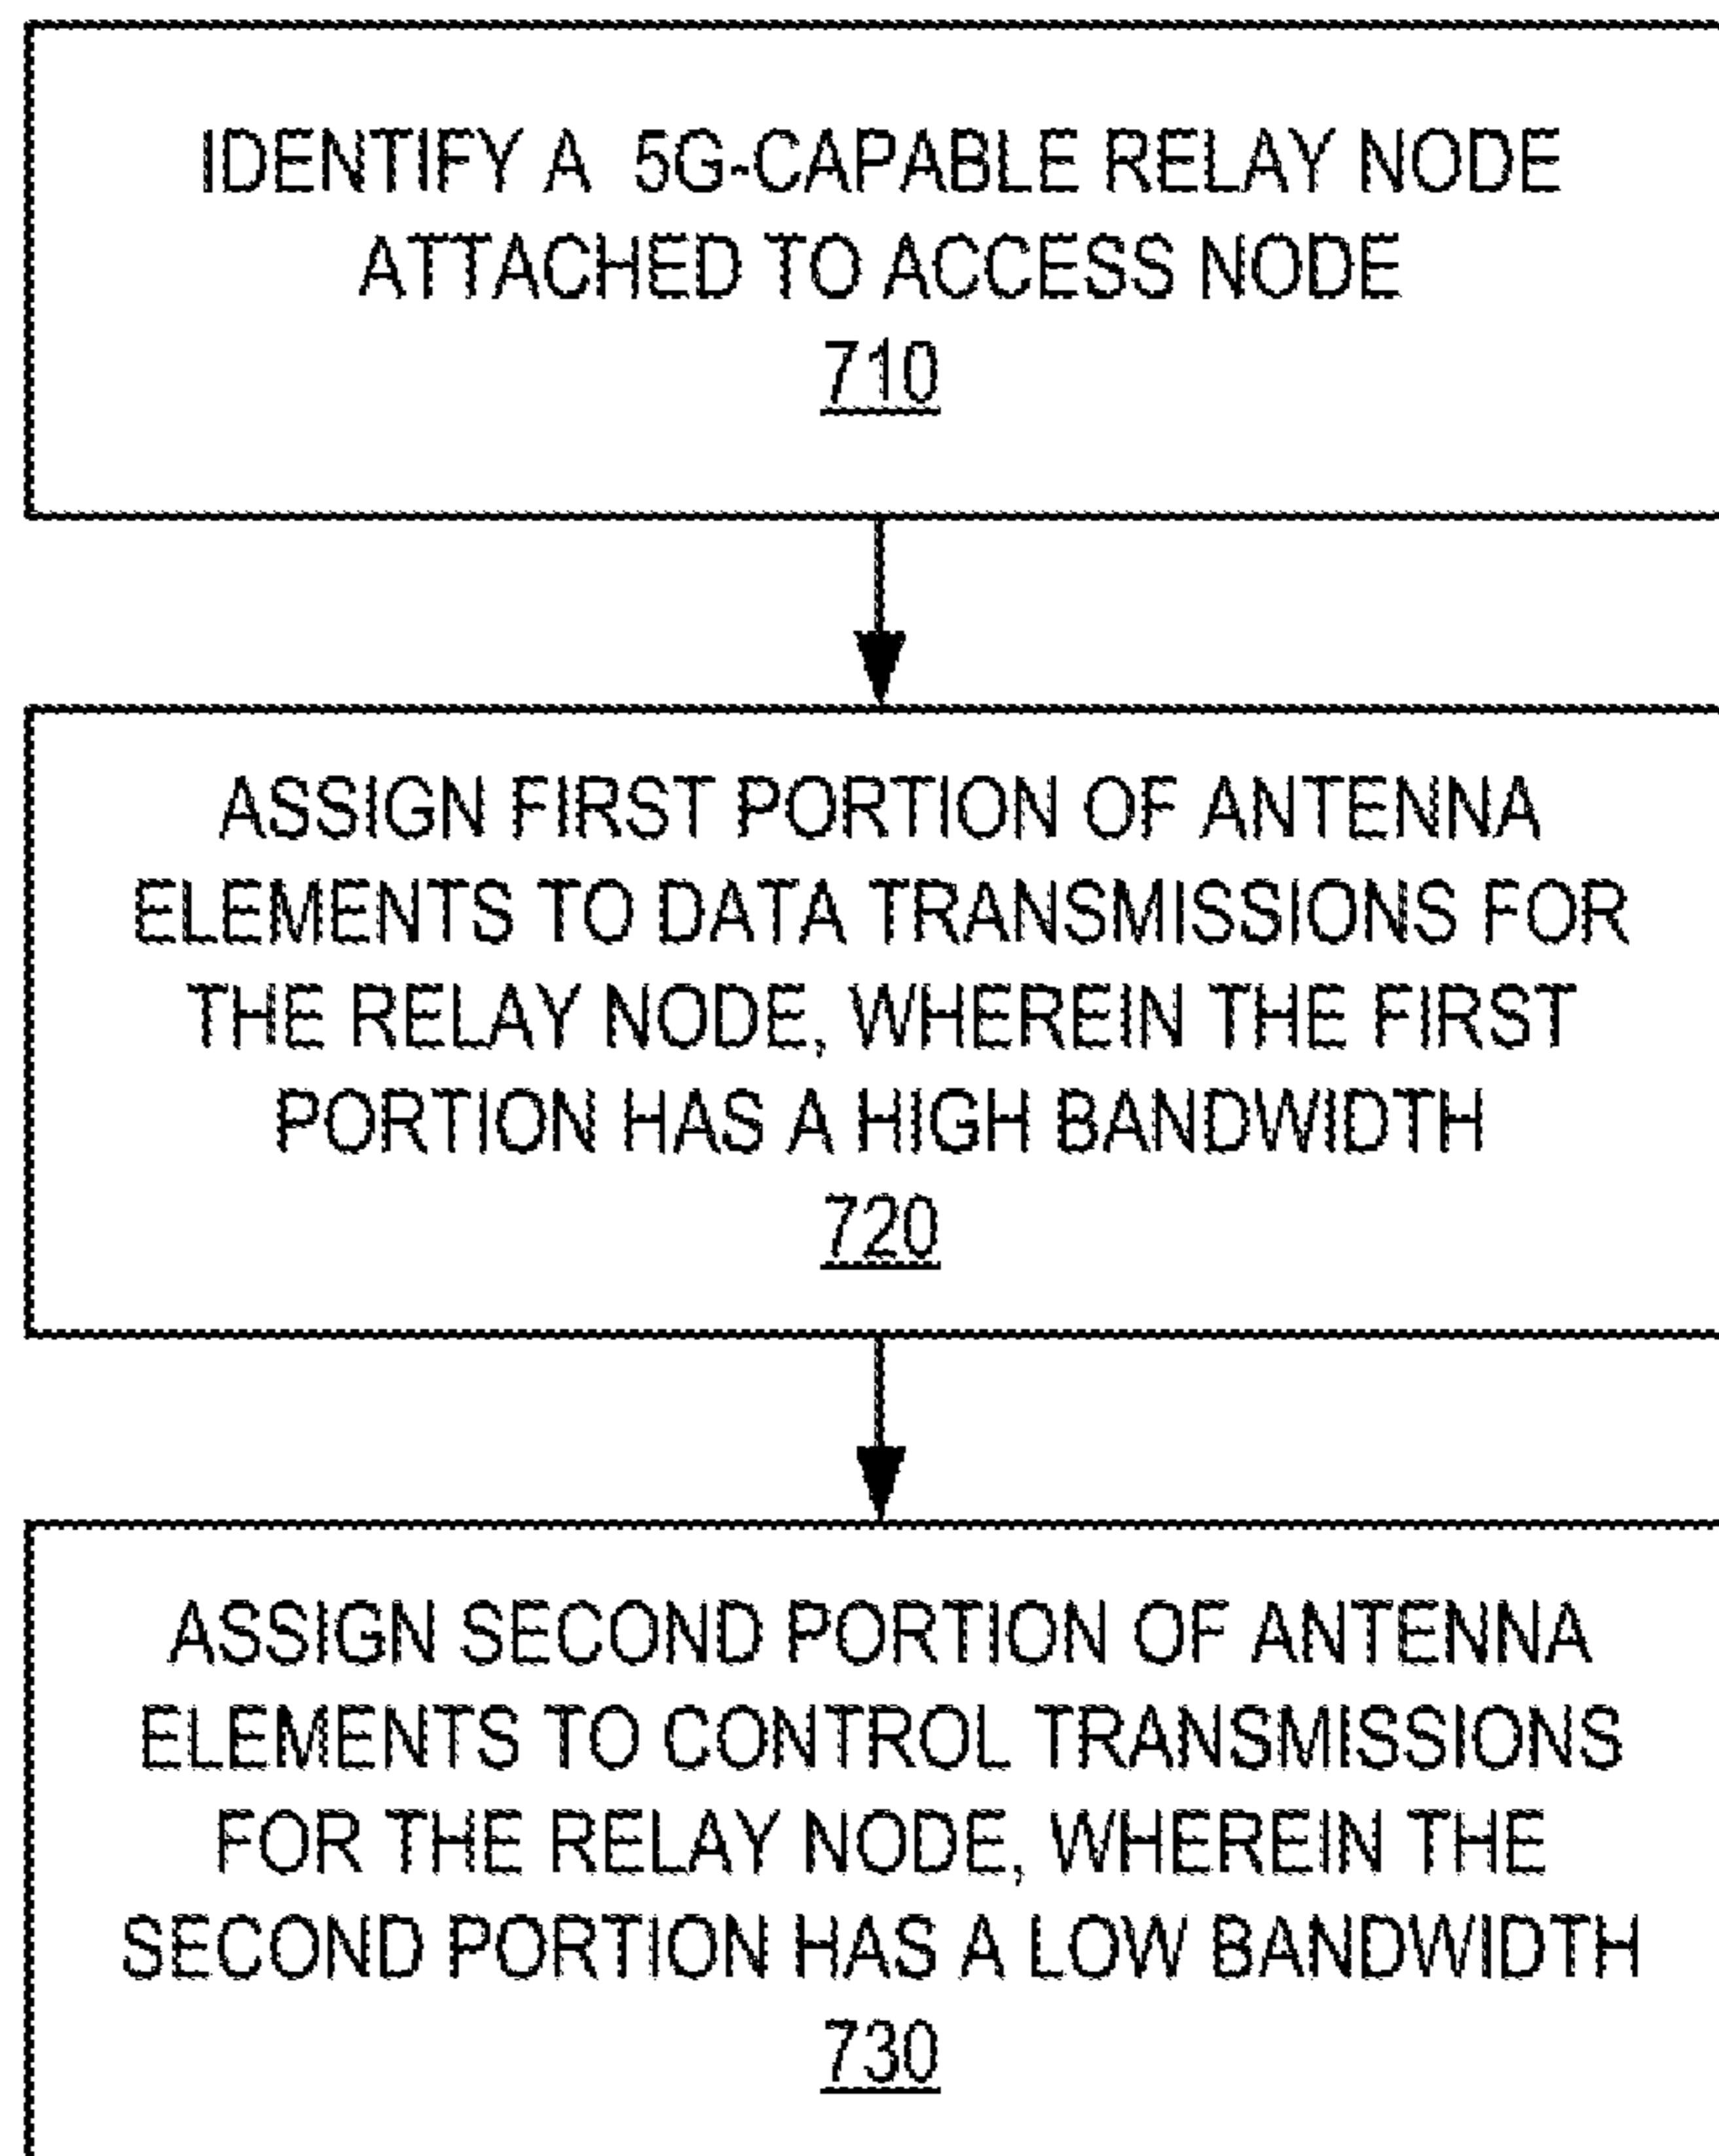 IDENTIFY A 5G-CAPABLE RELAY NODE
ATTACHED TO ACCESS NODE
710
ASSIGN FIRST PORTION OF ANTENNA
ELEMENTS TO DATA TRANSMISSIONS FOR
THE RELAY NODE, WHEREIN THE FIRST
PORTION HAS A HIGH BANDWIDTH
720
ASSIGN SECOND PORTION OF ANTENNA
ELEMENTS TO CONTROL TRANSMISSIONS
FOR THE RELAY NODE, WHEREIN THE
SECOND PORTION HAS A LOW BANDWIDTH
730